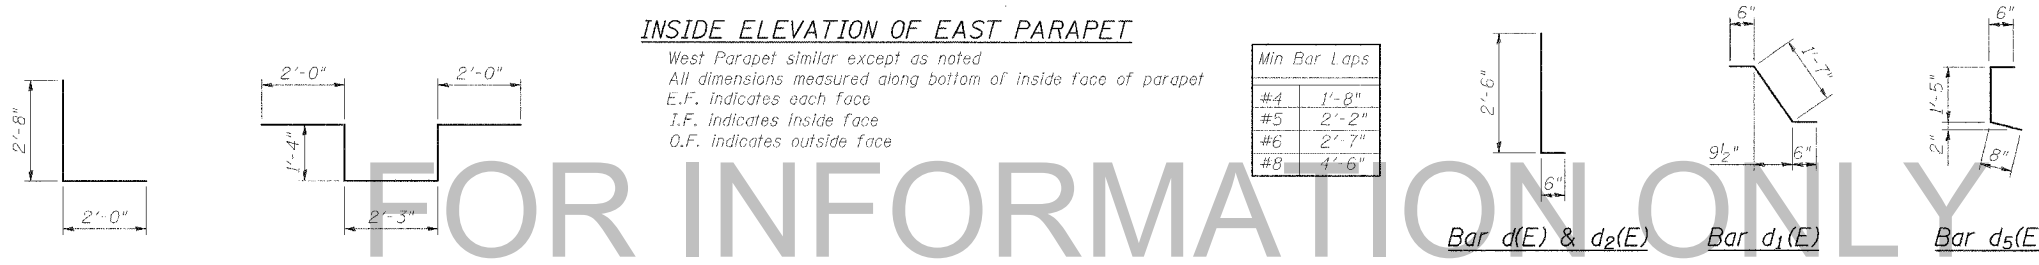 INSIDE ELEVATION OF EAST PARAPET
West Parapet similar except as noted
All dimensions measured along bottom of inside face of parapet
E.F. indicates each face
I.F. indicates inside face
O.F. indicates outside face
2'-8"
2'-0"
2'-0"
2'-0"
1'-4"
2'-3"
Min Bar Laps
#4 1'-8"
#5 2'-2"
#6 2'-7"
#8 4'-6"
2'-6"
6"
Bar d(E) & d2(E)
6"
1'-7"
9½"
6"
Bar d1(E)
6"
1'-5"
2"
8"
Bar d5(E
FOR INFORMATION ONLY